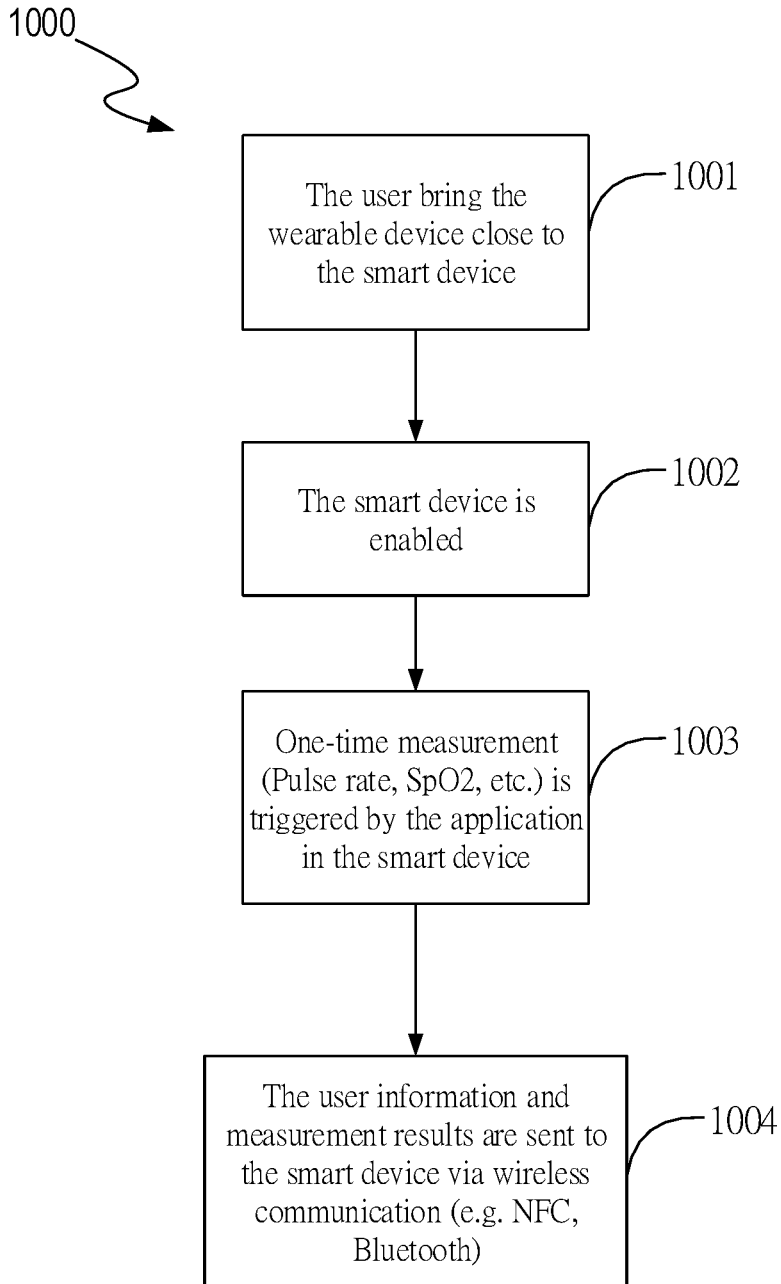 1000
The user bring the
wearable device close to
the smart device
1001
The smart device is
enabled
1002
One-time measurement
(Pulse rate, SpO2, etc.) is
triggered by the application
in the smart device
1003
The user information and
measurement results are sent to
the smart device via wireless
communication (e.g. NFC,
Bluetooth)
1004